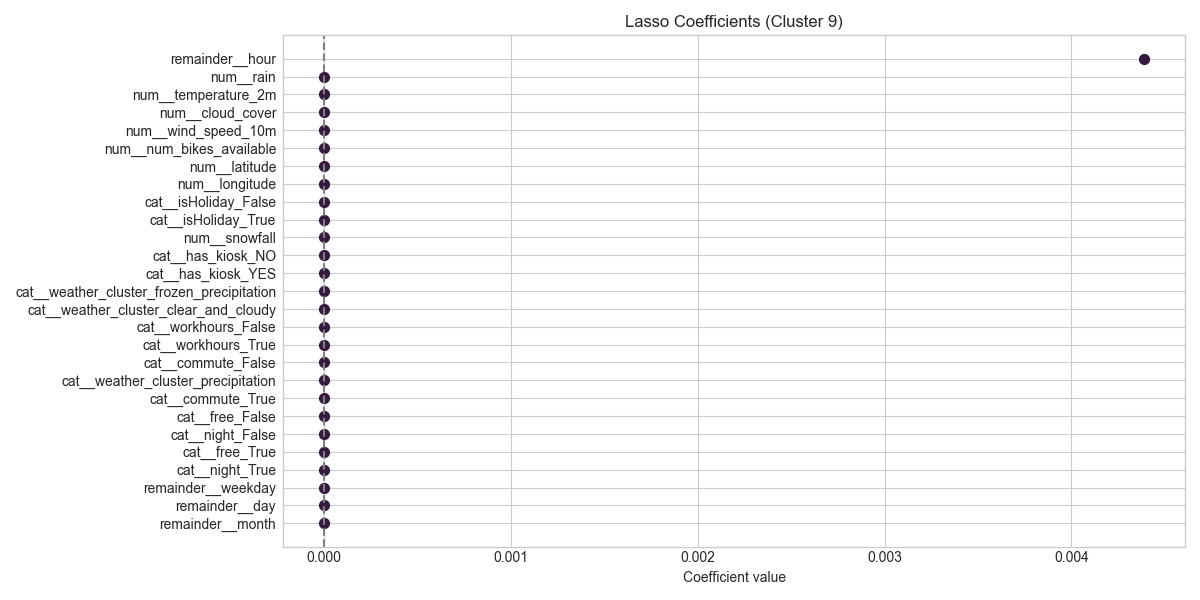 Lasso Coefficients (Cluster 9)
remainder__hour
num__rain
num__temperature_2m
num__cloud_cover
num__wind_speed_10m
num__num_bikes_available
num__latitude
num__longitude
cat__isHoliday_False
cat__isHoliday_True
num__snowfall
cat__has_kiosk_NO
cat__has_kiosk_YES
cat__weather_cluster_frozen_precipitation
cat__weather_cluster_clear_and_cloudy
cat__workhours_False
cat__workhours_True
cat__commute_False
cat__weather_cluster_precipitation
cat__commute_True
cat__free_False
cat__night_False
cat__free_True
cat__night_True
remainder__weekday
remainder__day
remainder__month
0.000 0.001 0.002 0.003 0.004
Coefficient value